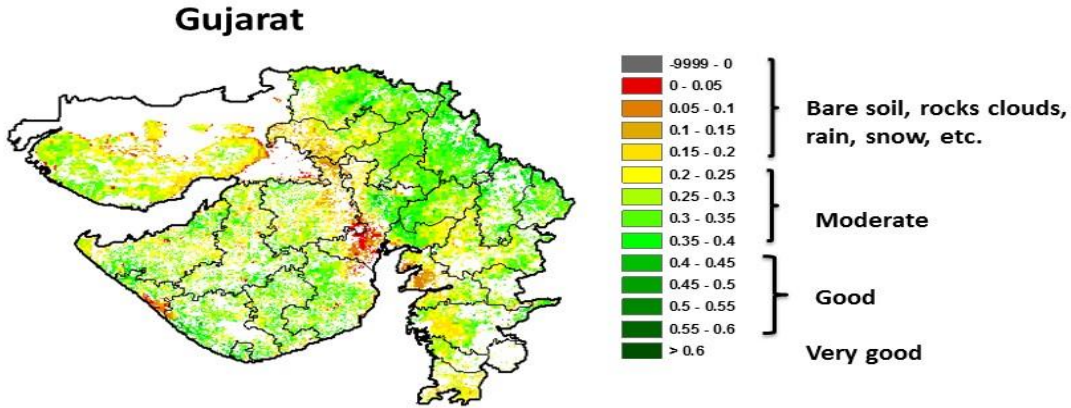 Gujarat
-9999 - 0
0 - 0.05
0.05 - 0.1
0.1 - 0.15
0.15 - 0.2
0.2 - 0.25
0.25 - 0.3
0.3 - 0.35
0.35 - 0.4
0.4 - 0.45
0.45 - 0.5
0.5 - 0.55
0.55 - 0.6
> 0.6
Bare soil, rocks clouds,
rain, snow, etc.
Moderate
Good
Very good